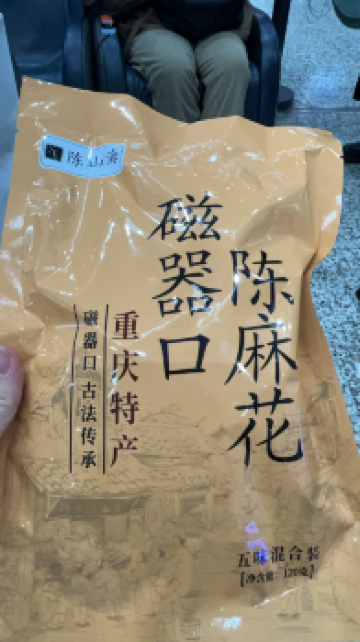 磁器口
陈麻花
重庆特产
磁器口古法传承
五味混合装
[净含量：120克]